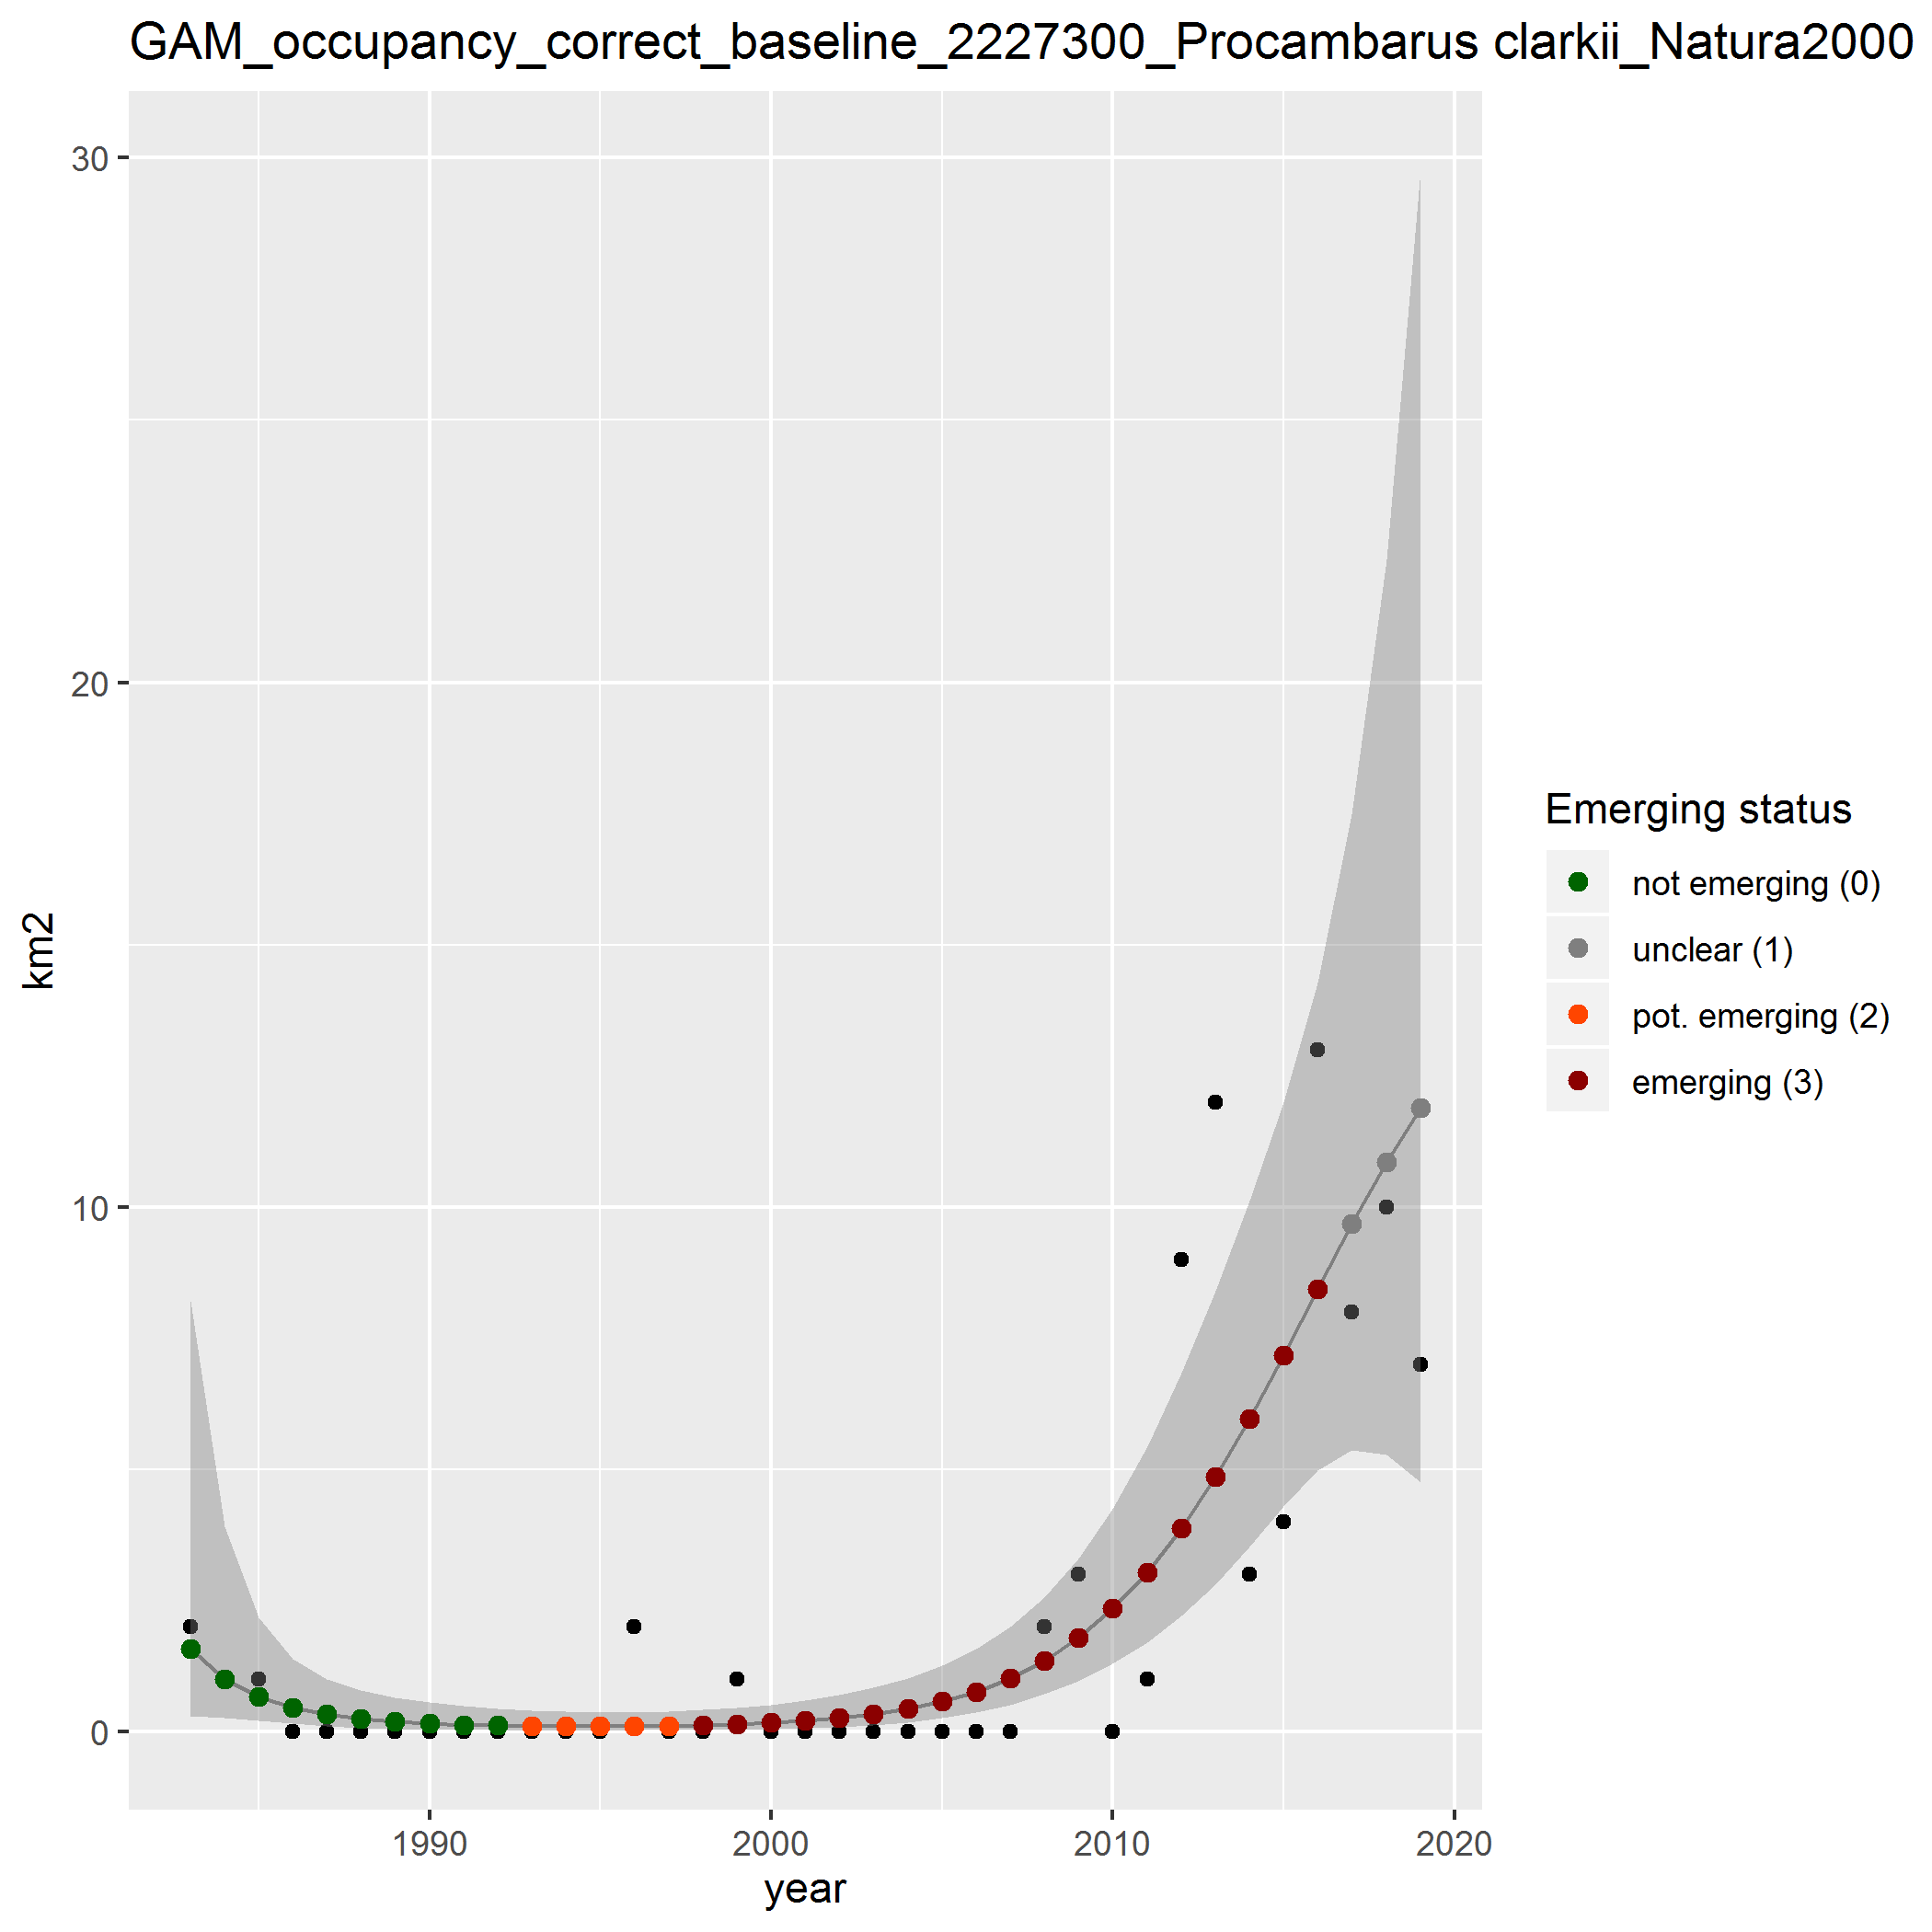 GAM_occupancy_correct_baseline_2227300_Procambarus clarkii_Natura2000
30
20
10
0
km2
1990
2000
2010
2020
year
Emerging status
not emerging (0)
unclear (1)
pot. emerging (2)
emerging (3)